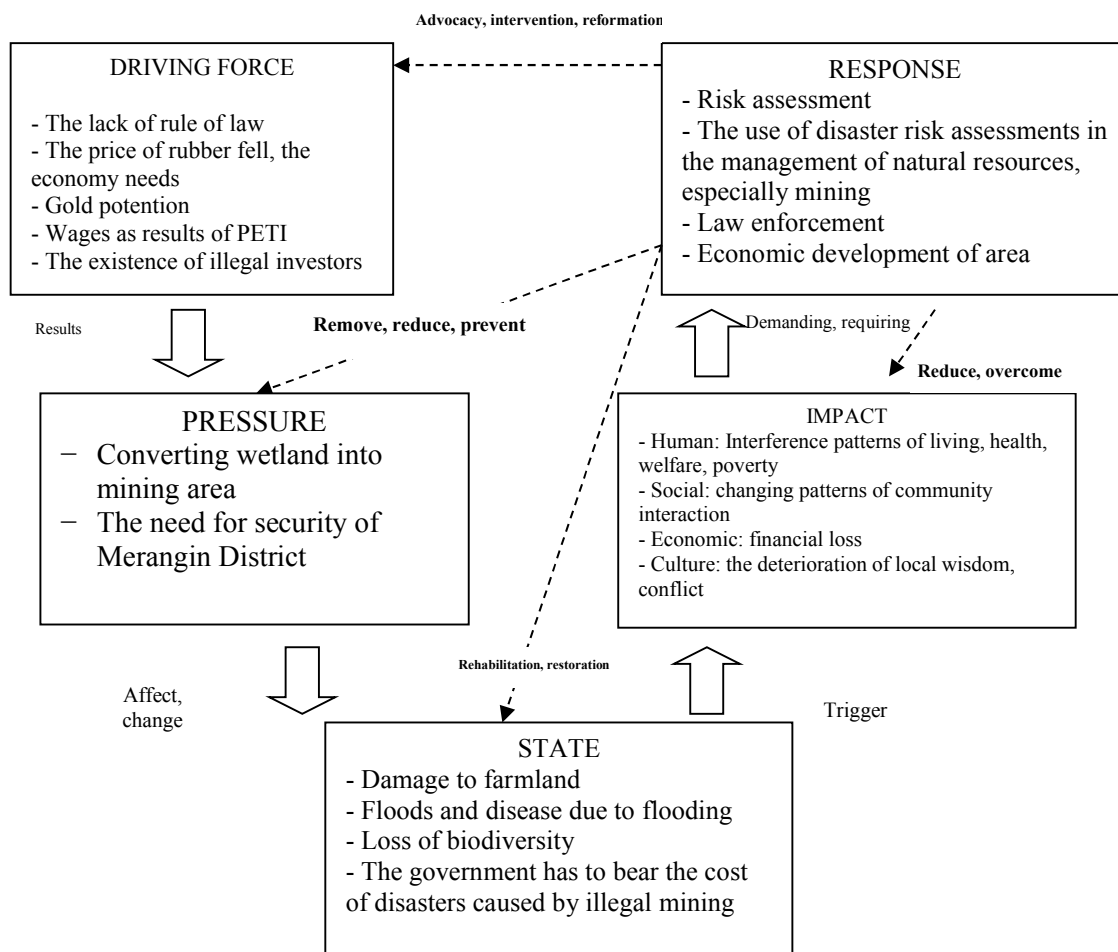 Advocacy, intervention, reformation
DRIVING FORCE
- The lack of rule of law
- The price of rubber fell, the
economy needs
- Gold potention
- Wages as results of PETI
- The existence of illegal investors
RESPONSE
- Risk assessment
- The use of disaster risk assessments in
the management of natural resources,
especially mining
- Law enforcement
- Economic development of area
Results
Remove, reduce, prevent
Demanding, requiring
Reduce, overcome
PRESSURE
− Converting wetland into
mining area
− The need for security of
Merangin District
IMPACT
- Human: Interference patterns of living, health,
welfare, poverty
- Social: changing patterns of community
interaction
- Economic: financial loss
- Culture: the deterioration of local wisdom,
conflict
Affect,
change
Rehabilitation, restoration
Trigger
STATE
- Damage to farmland
- Floods and disease due to flooding
- Loss of biodiversity
- The government has to bear the cost
of disasters caused by illegal mining